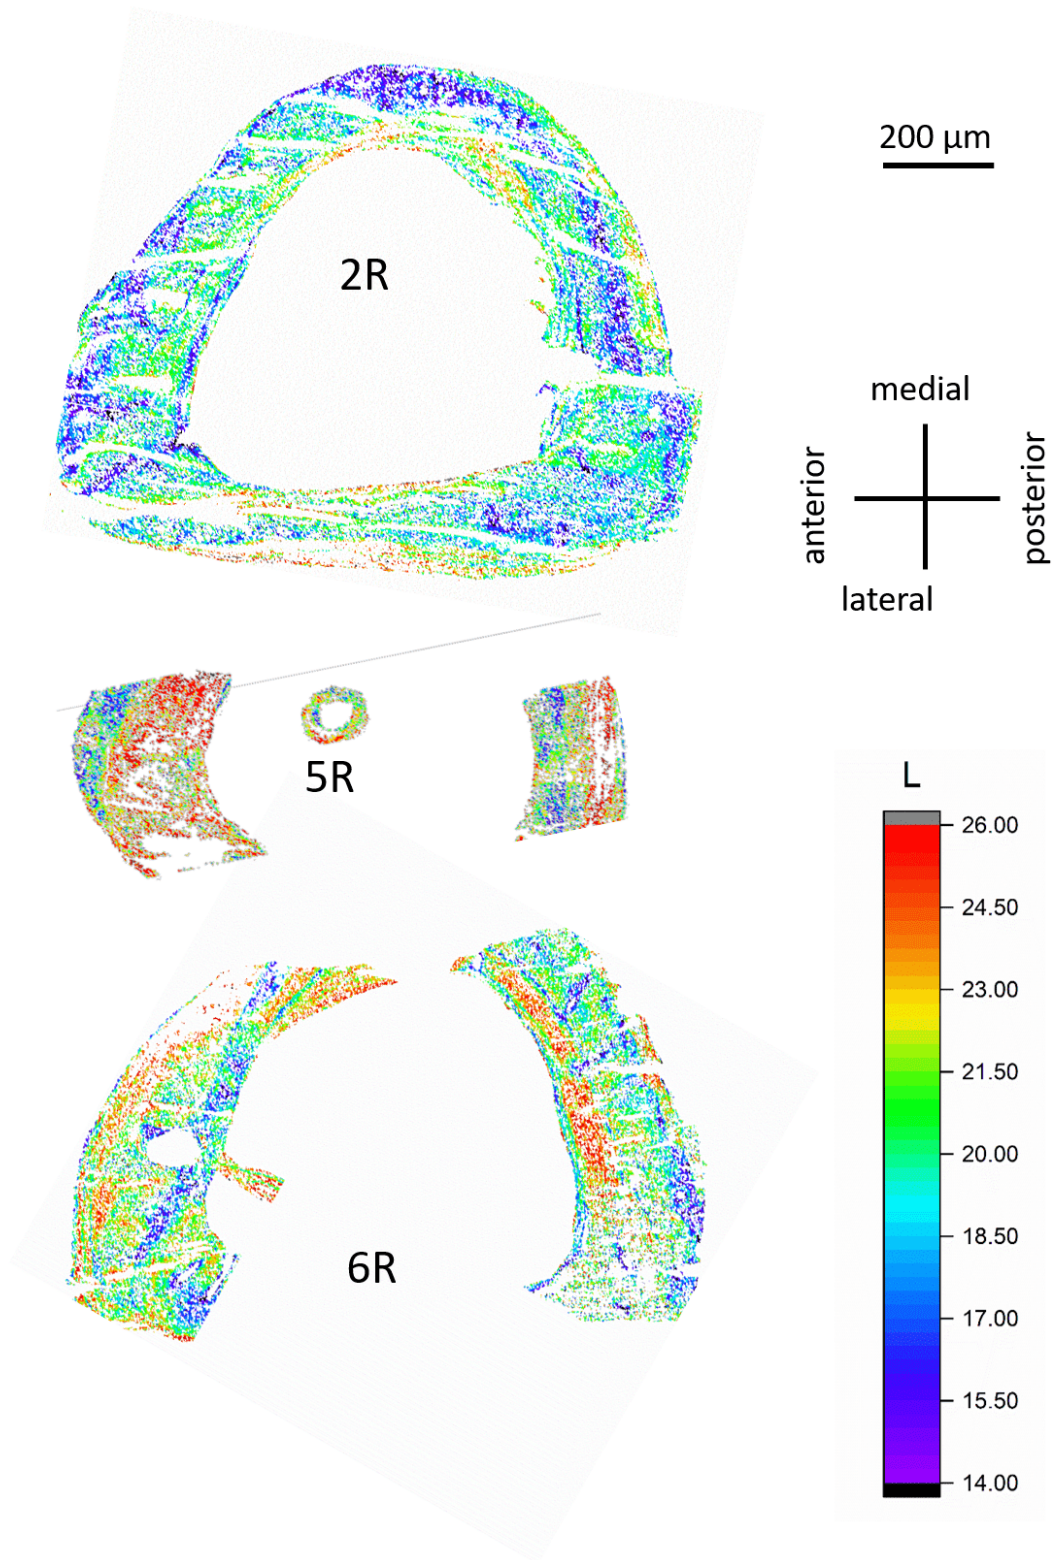 200 µm
2R
medial
anterior
posterior
lateral
5R
L
26.00
24.50
23.00
21.50
20.00
18.50
17.00
15.50
14.00
6R